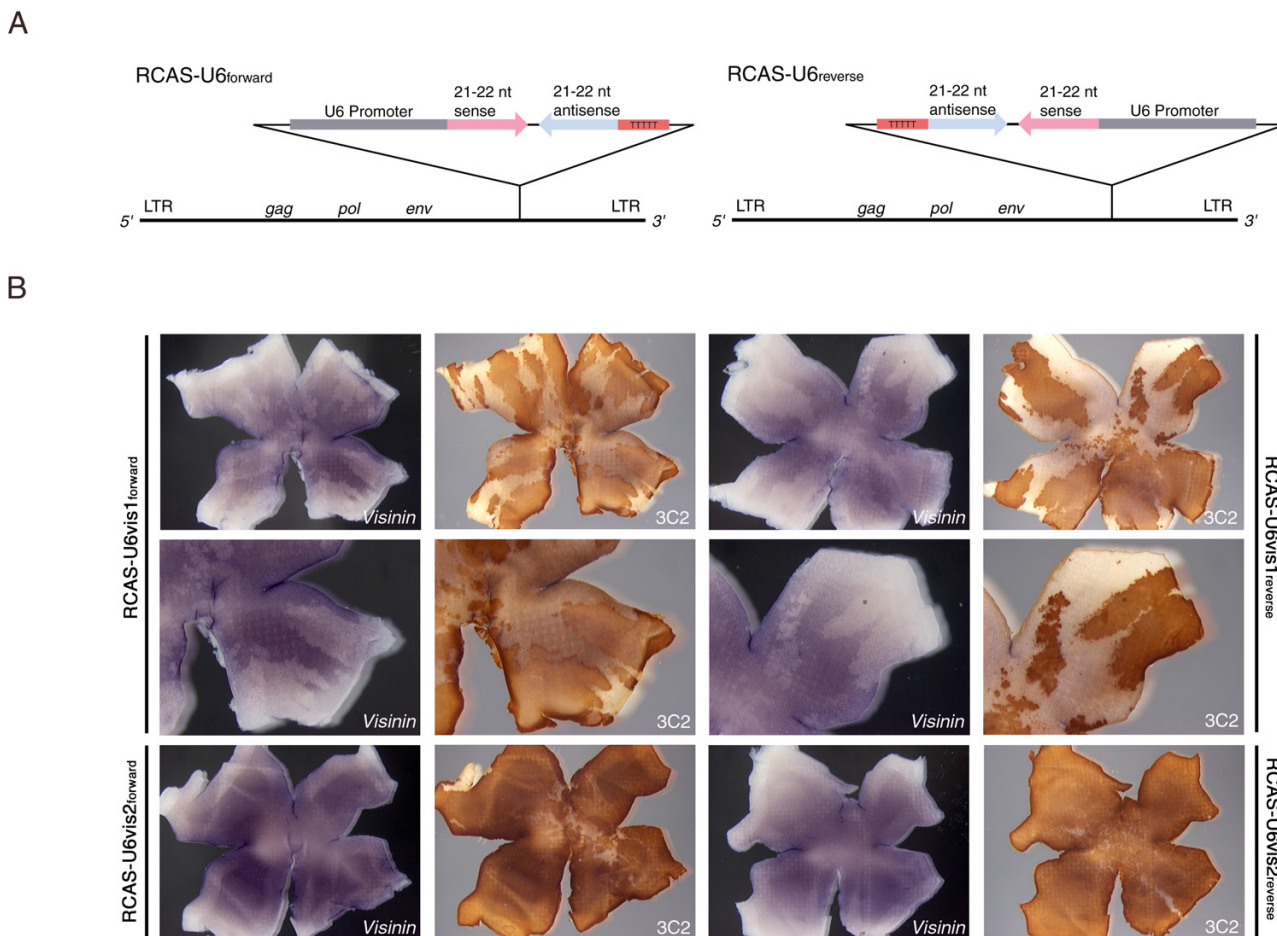 A
RCAS-U6forward
21-22 nt
sense
21-22 nt
antisense
U6 Promoter
TTTTT
LTR
gag
pol
env
LTR
5'
3'
RCAS-U6reverse
21-22 nt
antisense
21-22 nt
sense
U6 Promoter
TTTTT
LTR
gag
pol
env
LTR
5'
3'
B
RCAS-U6vis1forward
Visinin
3C2
Visinin
3C2
RCAS-U6vis1reverse
Visinin
3C2
Visinin
3C2
RCAS-U6vis2forward
Visinin
3C2
Visinin
3C2
RCAS-U6vis2reverse